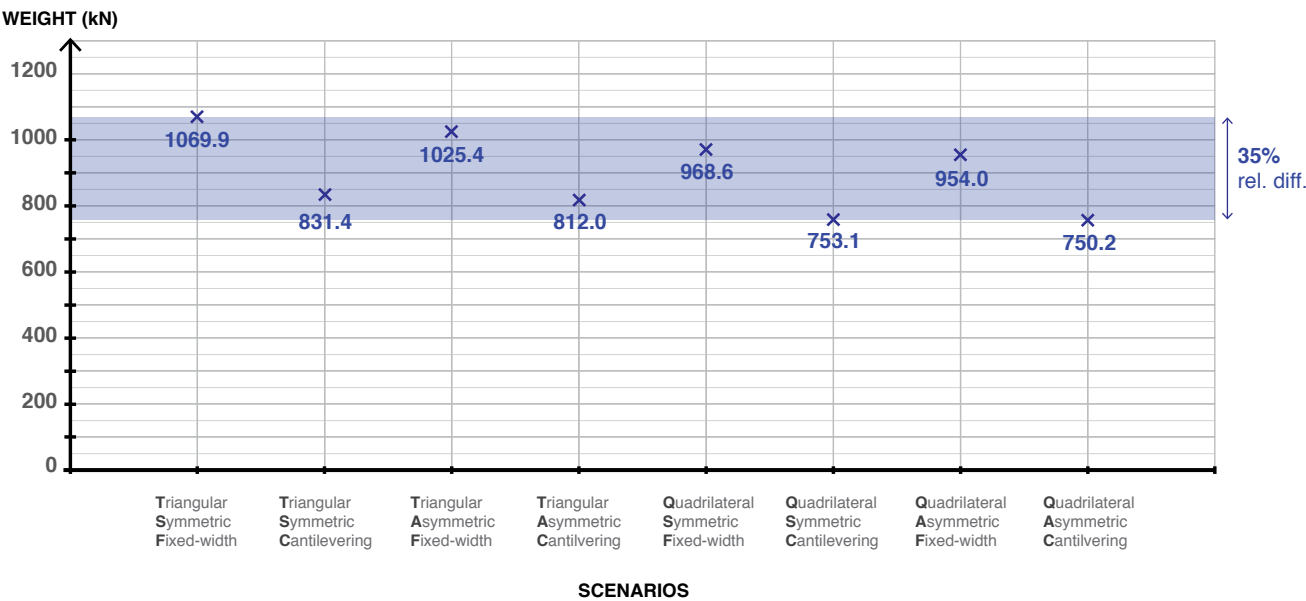 WEIGHT (kN)
1200
1000
800
600
400
200
0
1069.9
831.4
1025.4
812.0
968.6
753.1
954.0
750.2
35%
rel. diff.
Triangular
Symmetric
Fixed-width
Triangular
Symmetric
Cantilevering
Triangular
Asymmetric
Fixed-width
Triangular
Asymmetric
Cantilvering
Quadrilateral
Symmetric
Fixed-width
Quadrilateral
Symmetric
Cantilevering
Quadrilateral
Asymmetric
Fixed-width
Quadrilateral
Asymmetric
Cantilvering
SCENARIOS